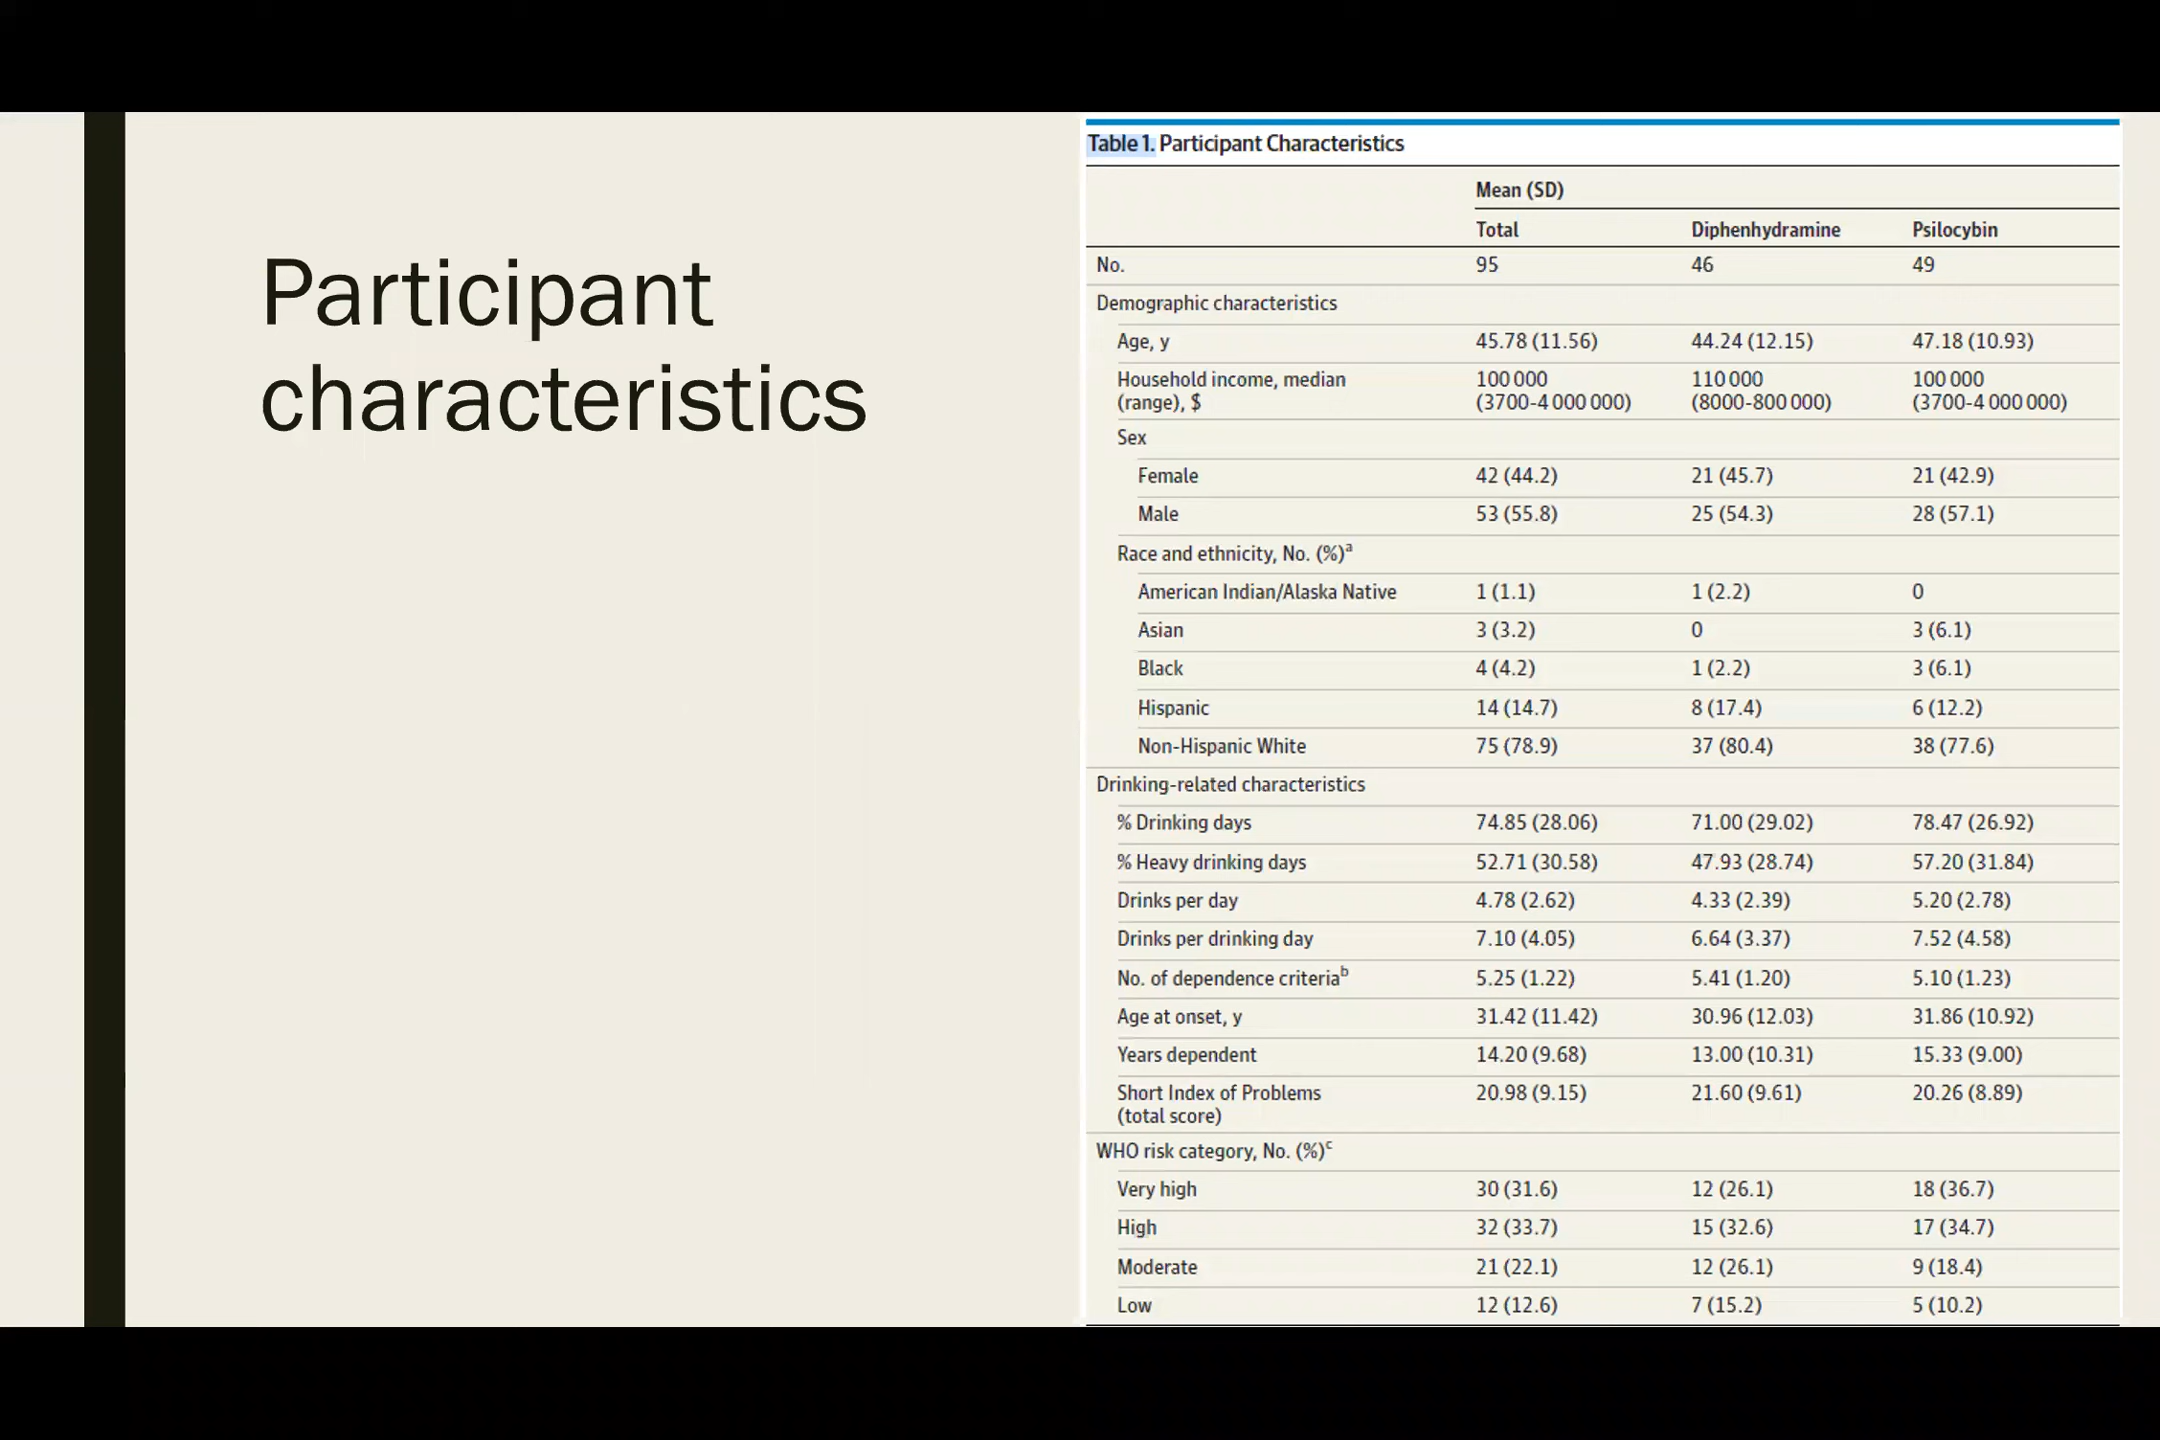 Participant
characteristics
Table 1. Participant Characteristics
Mean (SD)
Total Diphenhydramine Psilocybin
No. 95 46 49
Demographic characteristics
Age, y 45.78 (11.56) 44.24 (12.15) 47.18 (10.93)
Household income, median 100 000 110 000 100 000
(range), $ (3700-4 000 000) (8000-800 000) (3700-4 000 000)
Sex
Female 42 (44.2) 21 (45.7) 21 (42.9)
Male 53 (55.8) 25 (54.3) 28 (57.1)
Race and ethnicity, No. (%)a
American Indian/Alaska Native 1 (1.1) 1 (2.2) 0
Asian 3 (3.2) 0 3 (6.1)
Black 4 (4.2) 1 (2.2) 3 (6.1)
Hispanic 14 (14.7) 8 (17.4) 6 (12.2)
Non-Hispanic White 75 (78.9) 37 (80.4) 38 (77.6)
Drinking-related characteristics
% Drinking days 74.85 (28.06) 71.00 (29.02) 78.47 (26.92)
% Heavy drinking days 52.71 (30.58) 47.93 (28.74) 57.20 (31.84)
Drinks per day 4.78 (2.62) 4.33 (2.39) 5.20 (2.78)
Drinks per drinking day 7.10 (4.05) 6.64 (3.37) 7.52 (4.58)
No. of dependence criteriab 5.25 (1.22) 5.41 (1.20) 5.10 (1.23)
Age at onset, y 31.42 (11.42) 30.96 (12.03) 31.86 (10.92)
Years dependent 14.20 (9.68) 13.00 (10.31) 15.33 (9.00)
Short Index of Problems 20.98 (9.15) 21.60 (9.61) 20.26 (8.89)
(total score)
WHO risk category, No. (%)c
Very high 30 (31.6) 12 (26.1) 18 (36.7)
High 32 (33.7) 15 (32.6) 17 (34.7)
Moderate 21 (22.1) 12 (26.1) 9 (18.4)
Low 12 (12.6) 7 (15.2) 5 (10.2)